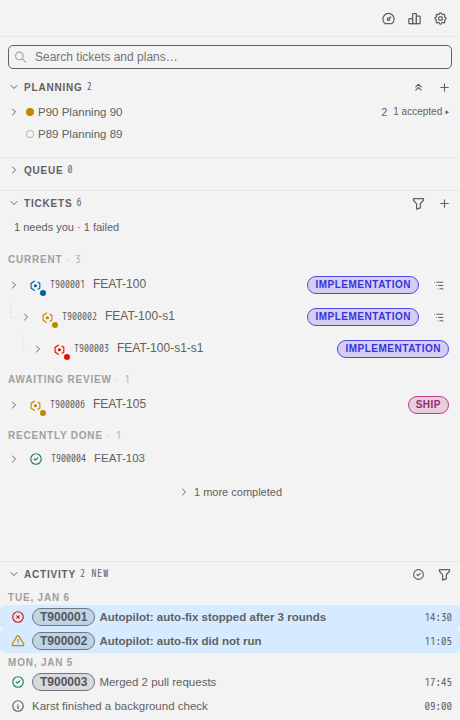 Search tickets and plans…
PLANNING 2
P90 Planning 90 2 1 accepted ▸
P89 Planning 89
QUEUE 0
TICKETS 6
1 needs you · 1 failed
CURRENT · 3
T900001 FEAT-100 IMPLEMENTATION
T900002 FEAT-100-s1 IMPLEMENTATION
T900003 FEAT-100-s1-s1 IMPLEMENTATION
AWAITING REVIEW · 1
T900006 FEAT-105 SHIP
RECENTLY DONE · 1
T900004 FEAT-103
1 more completed
ACTIVITY 2 NEW
TUE, JAN 6
T900001 Autopilot: auto-fix stopped after 3 rounds 14:30
T900002 Autopilot: auto-fix did not run 11:05
MON, JAN 5
T900003 Merged 2 pull requests 17:45
Karst finished a background check 09:00